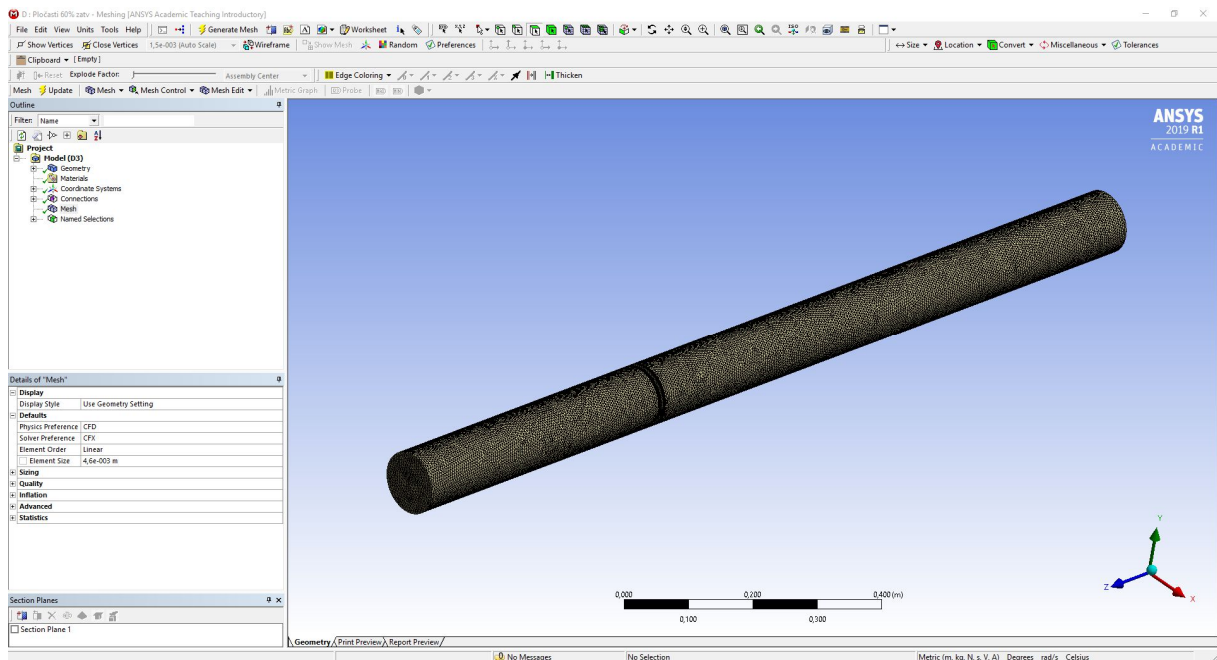 D : Pločasti 60% zatv - Meshing [ANSYS Academic Teaching Introductory]
File Edit View Units Tools Help Generate Mesh Worksheet
Show Vertices Close Vertices 1,5e-003 (Auto Scale) Wireframe Show Mesh Random Preferences Size Location Convert Miscellaneous Tolerances
Clipboard [Empty]
Reset Explode Factor: Assembly Center Edge Coloring Thicken
Mesh Update Mesh Mesh Control Mesh Edit Metric Graph Probe
Outline
Filter: Name
Project
Model (D3)
Geometry
Materials
Coordinate Systems
Connections
Mesh
Named Selections
ANSYS
2019 R1
ACADEMIC
Details of "Mesh"
Display
Display Style Use Geometry Setting
Defaults
Physics Preference CFD
Solver Preference CFX
Element Order Linear
Element Size 4,6e-003 m
Sizing
Quality
Inflation
Advanced
Statistics
Y
Z
X
0,000 0,200 0,400 (m)
0,100 0,300
Section Planes
Section Plane 1
Geometry Print Preview Report Preview
0 No Messages No Selection Metric (m, kg, N, s, V, A) Degrees rad/s Celsius